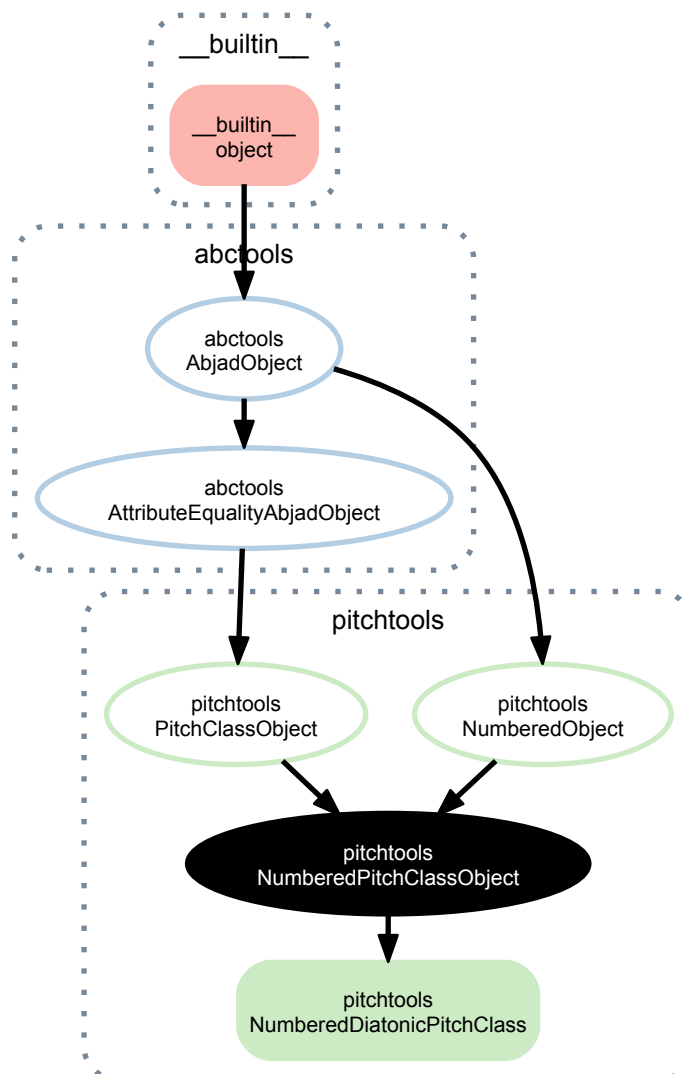 __builtin__
__builtin__
object
abctools
abctools
AbjadObject
abctools
AttributeEqualityAbjadObject
pitchtools
pitchtools
PitchClassObject
pitchtools
NumberedObject
pitchtools
NumberedPitchClassObject
pitchtools
NumberedDiatonicPitchClass